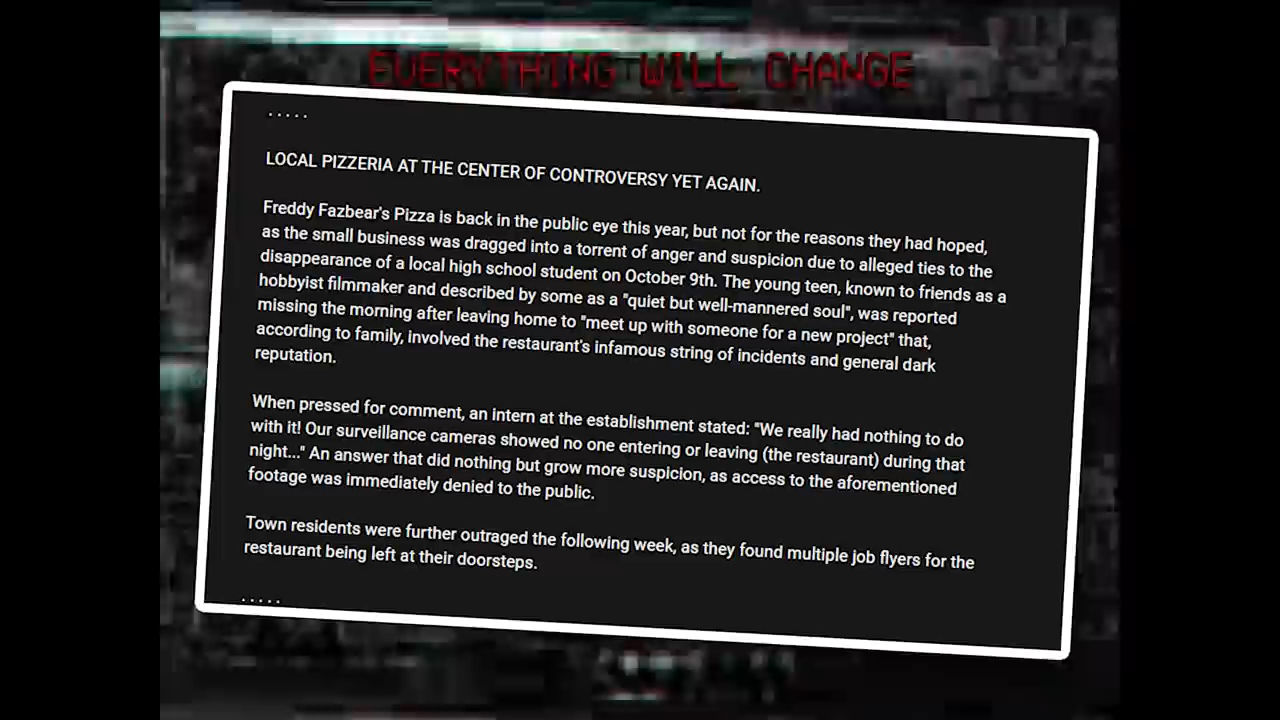 EVERYTHING WILL CHANGE
.....
LOCAL PIZZERIA AT THE CENTER OF CONTROVERSY YET AGAIN.
Freddy Fazbear's Pizza is back in the public eye this year, but not for the reasons they had hoped,
as the small business was dragged into a torrent of anger and suspicion due to alleged ties to the
disappearance of a local high school student on October 9th. The young teen, known to friends as a
hobbyist filmmaker and described by some as a "quiet but well-mannered soul", was reported
missing the morning after leaving home to "meet up with someone for a new project" that,
according to family, involved the restaurant's infamous string of incidents and general dark
reputation.
When pressed for comment, an intern at the establishment stated: "We really had nothing to do
with it! Our surveillance cameras showed no one entering or leaving (the restaurant) during that
night..." An answer that did nothing but grow more suspicion, as access to the aforementioned
footage was immediately denied to the public.
Town residents were further outraged the following week, as they found multiple job flyers for the
restaurant being left at their doorsteps.
.....